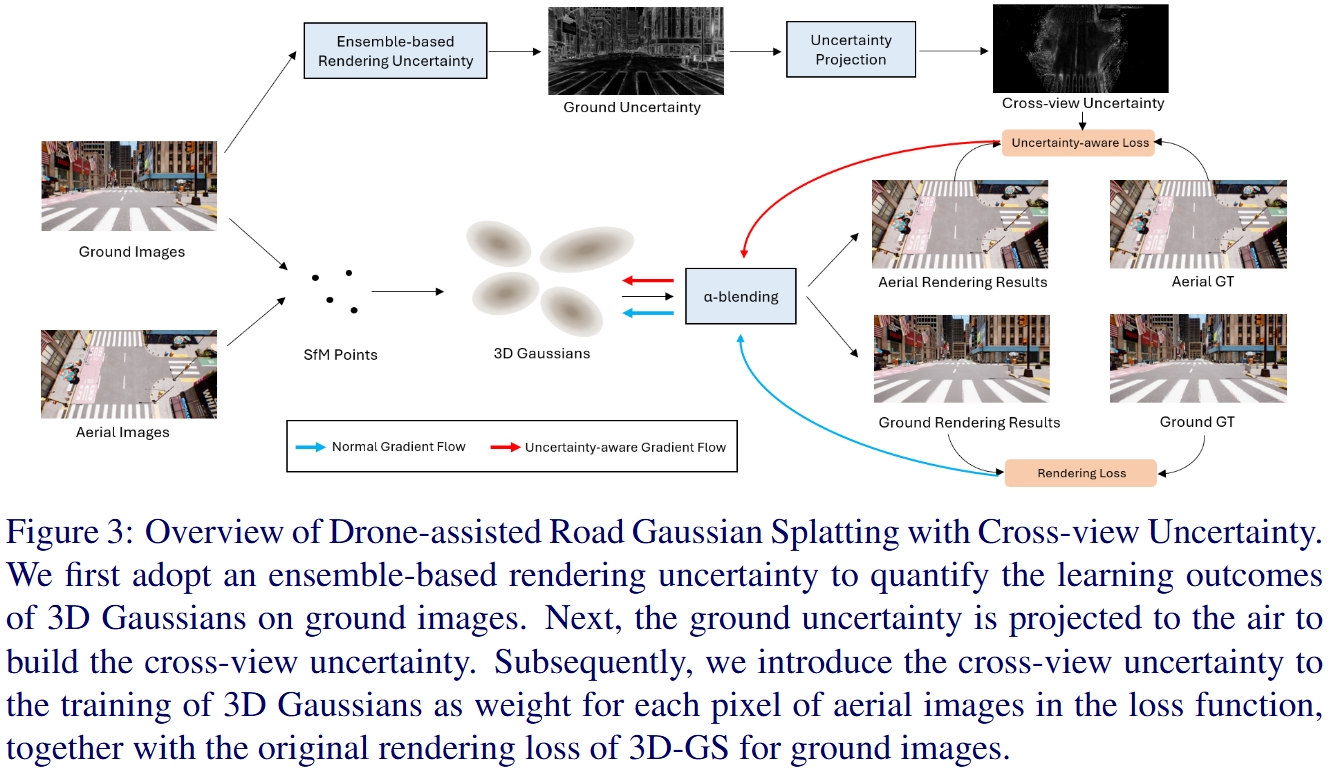 Ensemble-based
Rendering Uncertainty
Ground Uncertainty
Uncertainty
Projection
Cross-view Uncertainty
Uncertainty-aware Loss
Ground Images
Aerial Images
SfM Points
3D Gaussians
α-blending
Aerial Rendering Results
Aerial GT
Ground Rendering Results
Ground GT
Rendering Loss
Normal Gradient Flow
Uncertainty-aware Gradient Flow
Figure 3: Overview of Drone-assisted Road Gaussian Splatting with Cross-view Uncertainty.
We first adopt an ensemble-based rendering uncertainty to quantify the learning outcomes
of 3D Gaussians on ground images. Next, the ground uncertainty is projected to the air to
build the cross-view uncertainty. Subsequently, we introduce the cross-view uncertainty to
the training of 3D Gaussians as weight for each pixel of aerial images in the loss function,
together with the original rendering loss of 3D-GS for ground images.